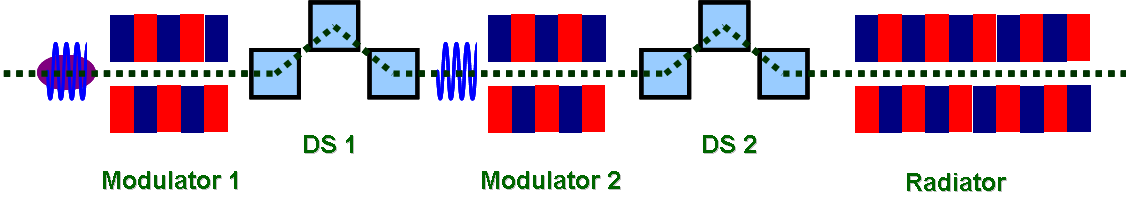 DS 1
DS 2
Modulator 1
Modulator 2
Radiator